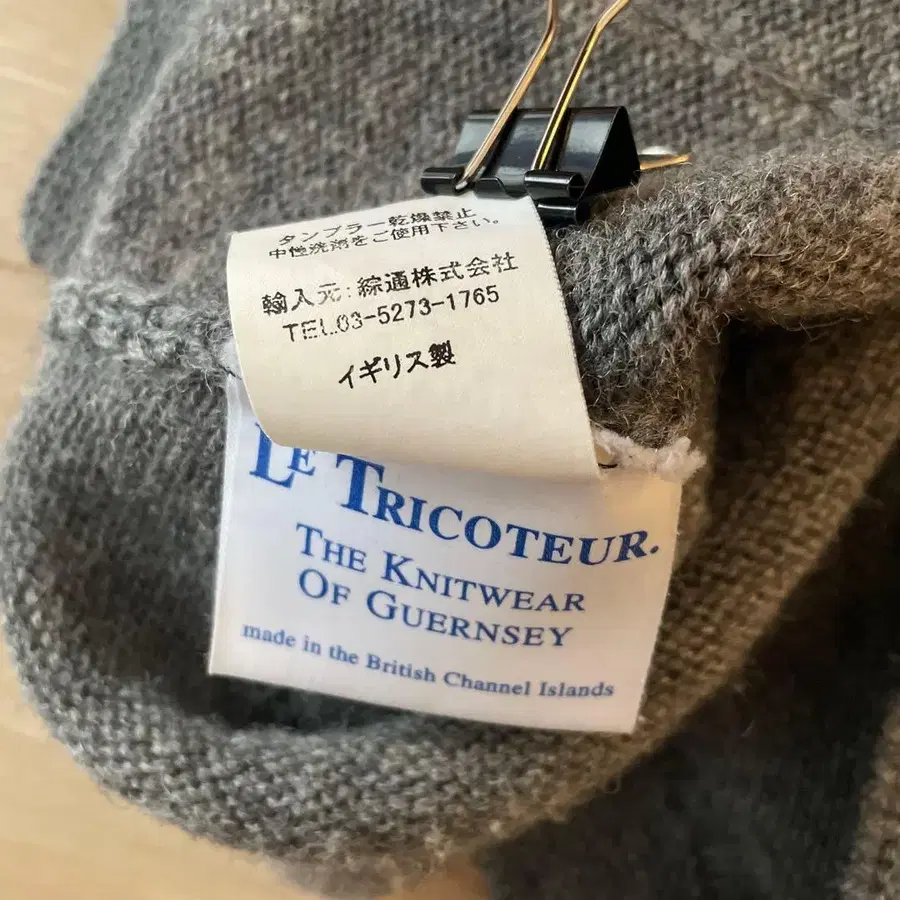 タンブラー乾燥禁止
中性洗剤をご使用下さい。
輸入元:綜通株式会社
TEL.03-5273-1765
イギリス製
LE TRICOTEUR.
THE KNITWEAR
OF GUERNSEY
made in the British Channel Islands